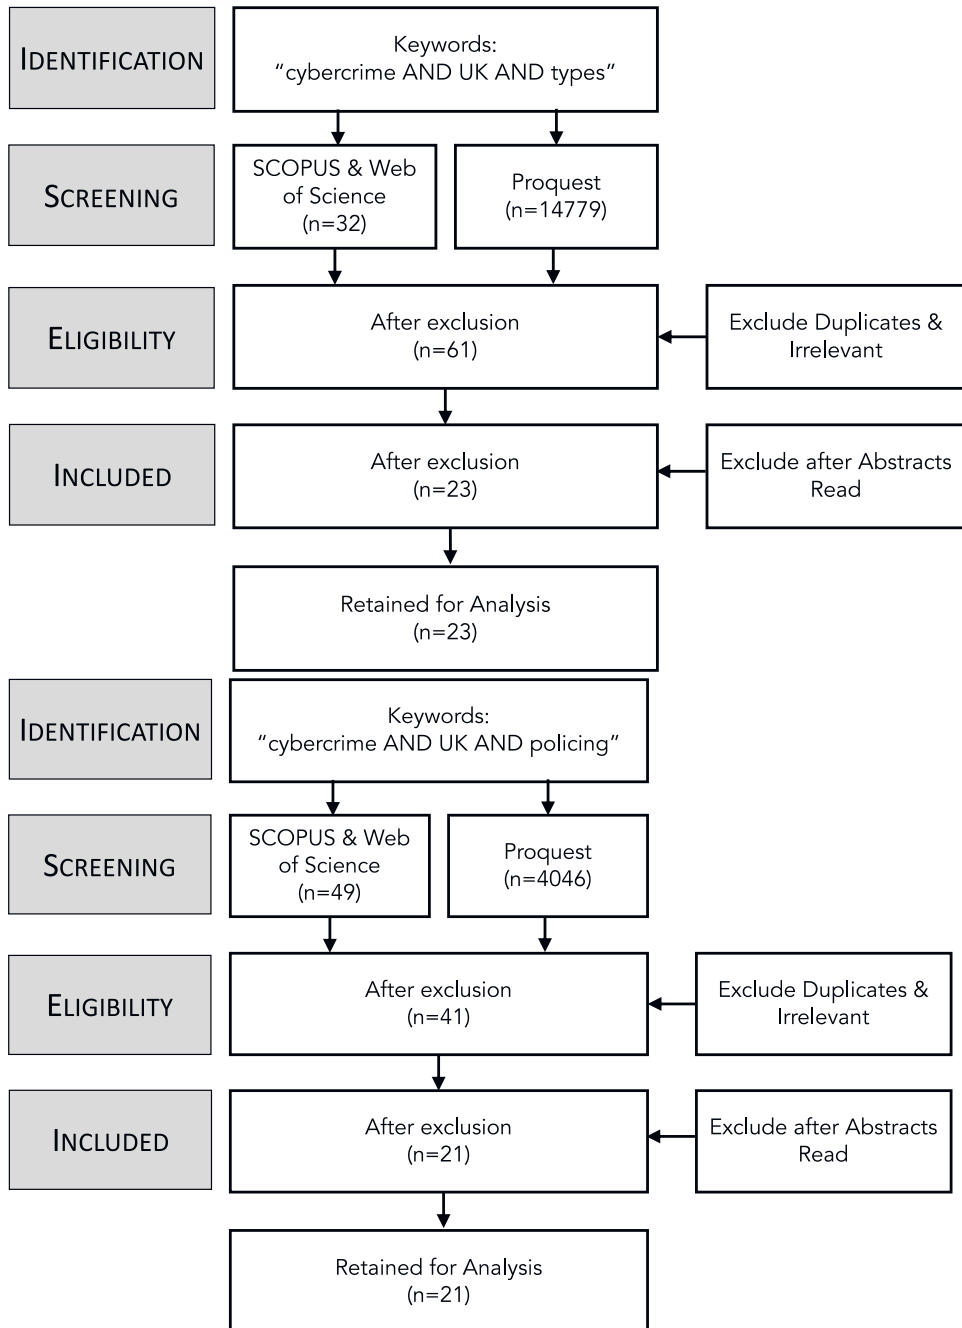 IDENTIFICATION
Keywords:
“cybercrime AND UK AND types”
SCREENING
SCOPUS & Web
of Science
(n=32)
Proquest
(n=14779)
ELIGIBILITY
After exclusion
(n=61)
Exclude Duplicates &
Irrelevant
INCLUDED
After exclusion
(n=23)
Exclude after Abstracts
Read
Retained for Analysis
(n=23)
IDENTIFICATION
Keywords:
“cybercrime AND UK AND policing”
SCREENING
SCOPUS & Web
of Science
(n=49)
Proquest
(n=4046)
ELIGIBILITY
After exclusion
(n=41)
Exclude Duplicates &
Irrelevant
INCLUDED
After exclusion
(n=21)
Exclude after Abstracts
Read
Retained for Analysis
(n=21)